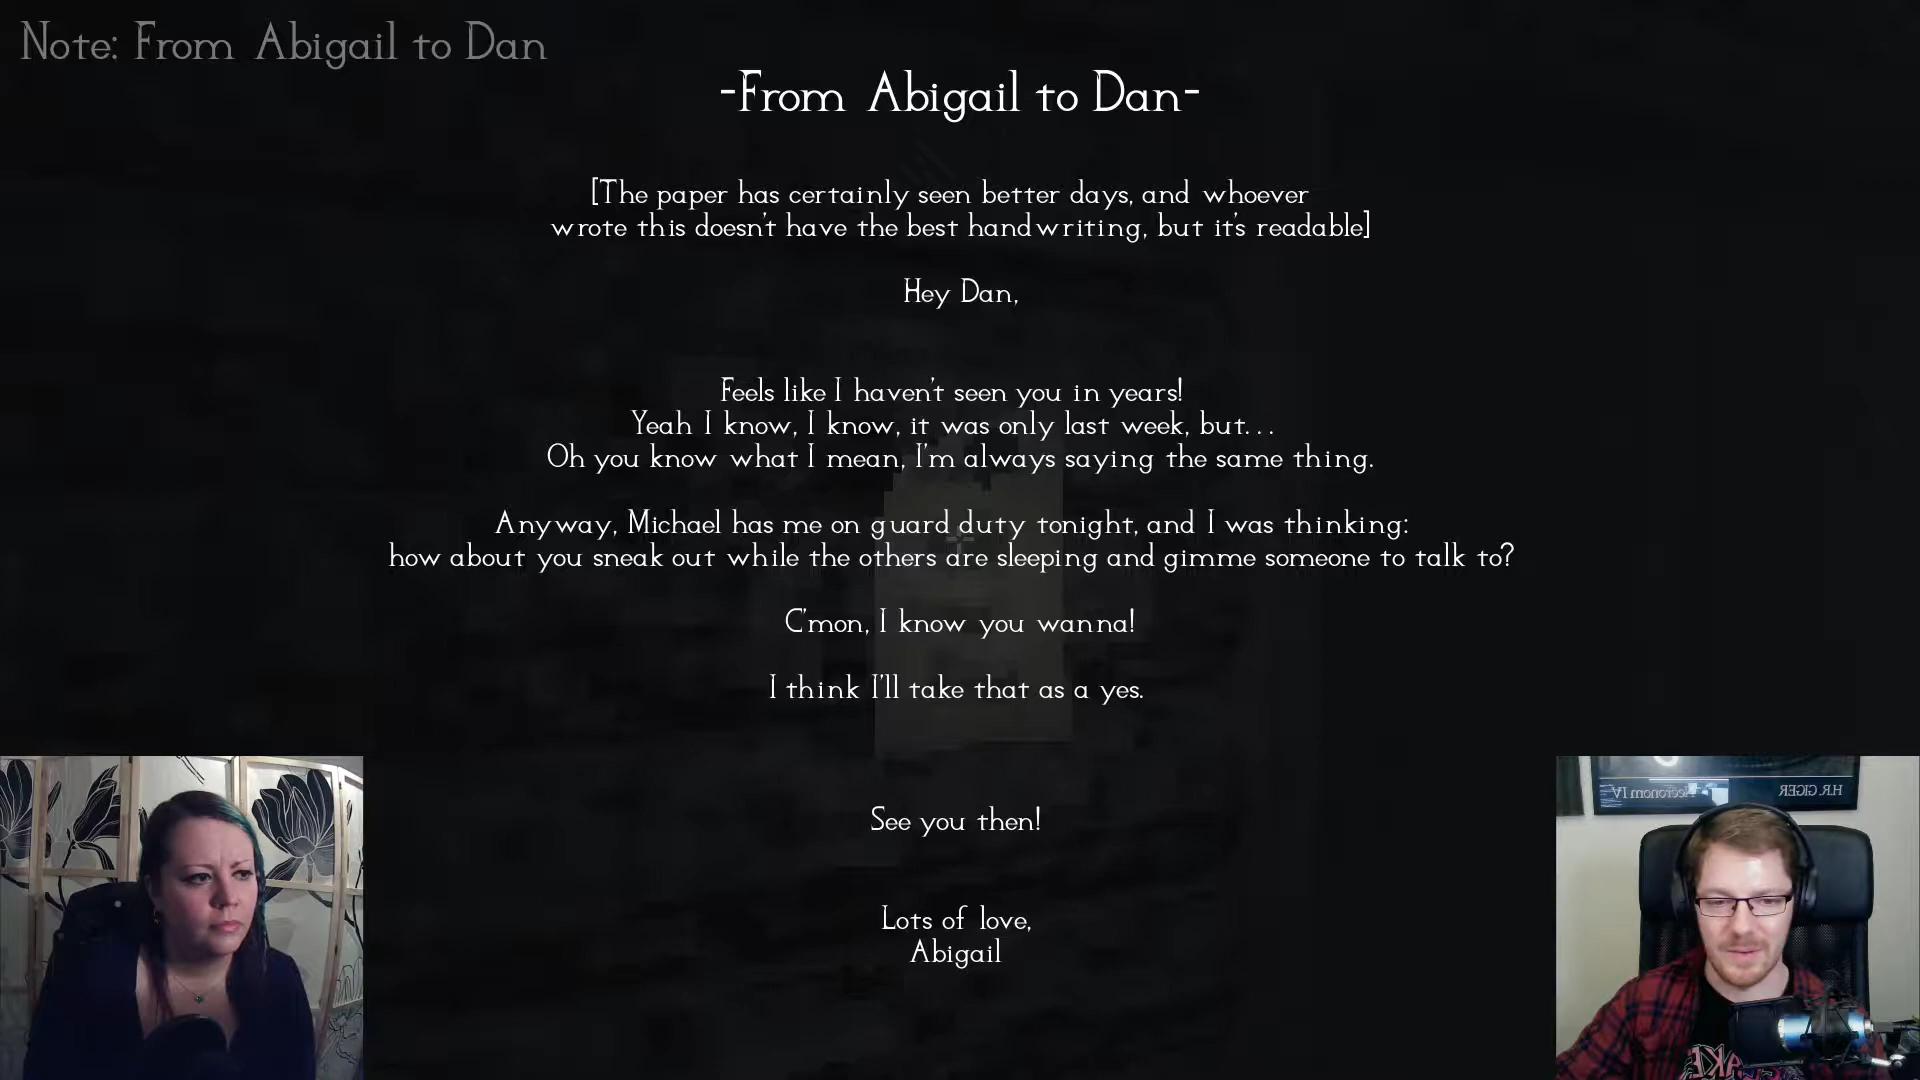 Note: From Abigail to Dan
-From Abigail to Dan-
[The paper has certainly seen better days, and whoever
wrote this doesn't have the best handwriting, but it's readable]
Hey Dan,
Feels like I haven't seen you in years!
Yeah I know, I know, it was only last week, but...
Oh you know what I mean, I'm always saying the same thing.
Anyway, Michael has me on guard duty tonight, and I was thinking:
how about you sneak out while the others are sleeping and gimme someone to talk to?
C'mon, I know you wanna!
I think I'll take that as a yes.
See you then!
Lots of love,
Abigail
Necronom IV
H.R. GIGER